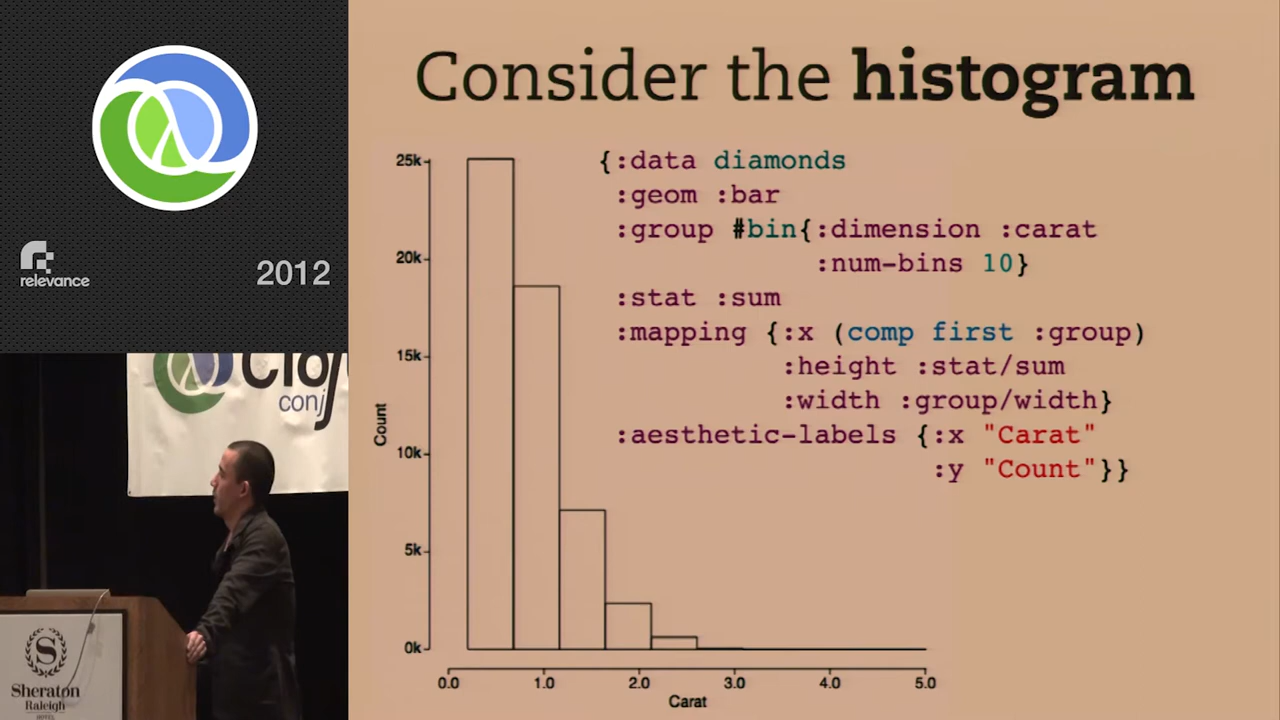 relevance
2012
Cloj
conj
S
Sheraton
Raleigh
HOTEL
Consider the histogram
25k
20k
15k
10k
5k
0k
Count
0.0 1.0 2.0 3.0 4.0 5.0
Carat
{:data diamonds
:geom :bar
:group #bin{:dimension :carat
:num-bins 10}
:stat :sum
:mapping {:x (comp first :group)
:height :stat/sum
:width :group/width}
:aesthetic-labels {:x "Carat"
:y "Count"}}